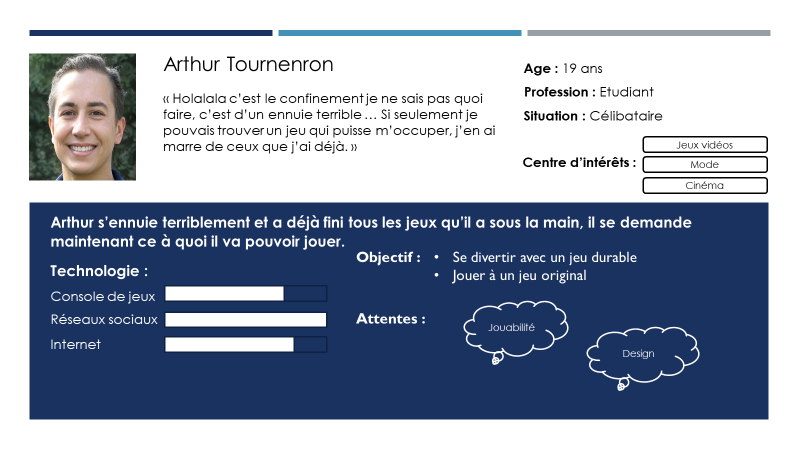 Arthur Tournenron
« Holalala c'est le confinement je ne sais pas quoi
faire, c'est d'un ennuie terrible … Si seulement je
pouvais trouver un jeu qui puisse m'occuper, j'en ai
marre de ceux que j'ai déjà. »
Age : 19 ans
Profession : Etudiant
Situation : Célibataire
Centre d'intérêts :
Jeux vidéos
Mode
Cinéma
Arthur s'ennuie terriblement et a déjà fini tous les jeux qu'il a sous la main, il se demande
maintenant ce à quoi il va pouvoir jouer.
Technologie :
Console de jeux
Réseaux sociaux
Internet
Objectif :
• Se divertir avec un jeu durable
• Jouer à un jeu original
Attentes :
Jouabilité
Design